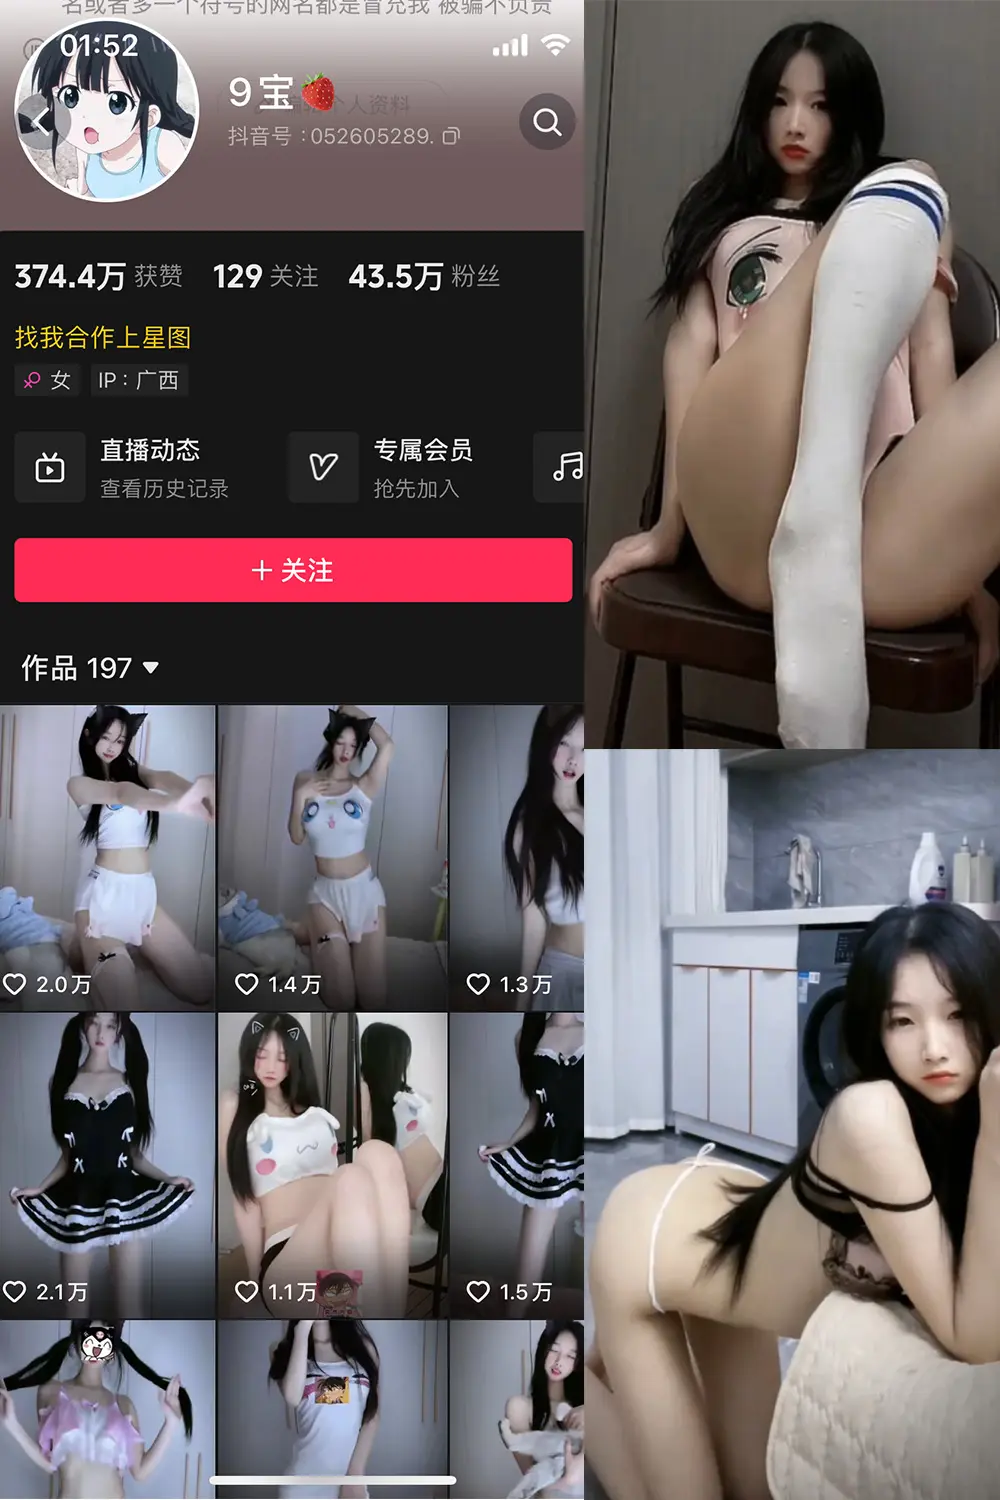 名或者多一个符号的网名都是冒充我 被骗不负责
01:52
9宝🍓
个人资料
抖音号：052605289.
374.4万 获赞 129 关注 43.5万 粉丝
找我合作上星图
女 IP：广西
直播动态 专属会员
查看历史记录 抢先加入
+ 关注
作品 197
2.0万 1.4万 1.3万
2.1万 1.1万 1.5万